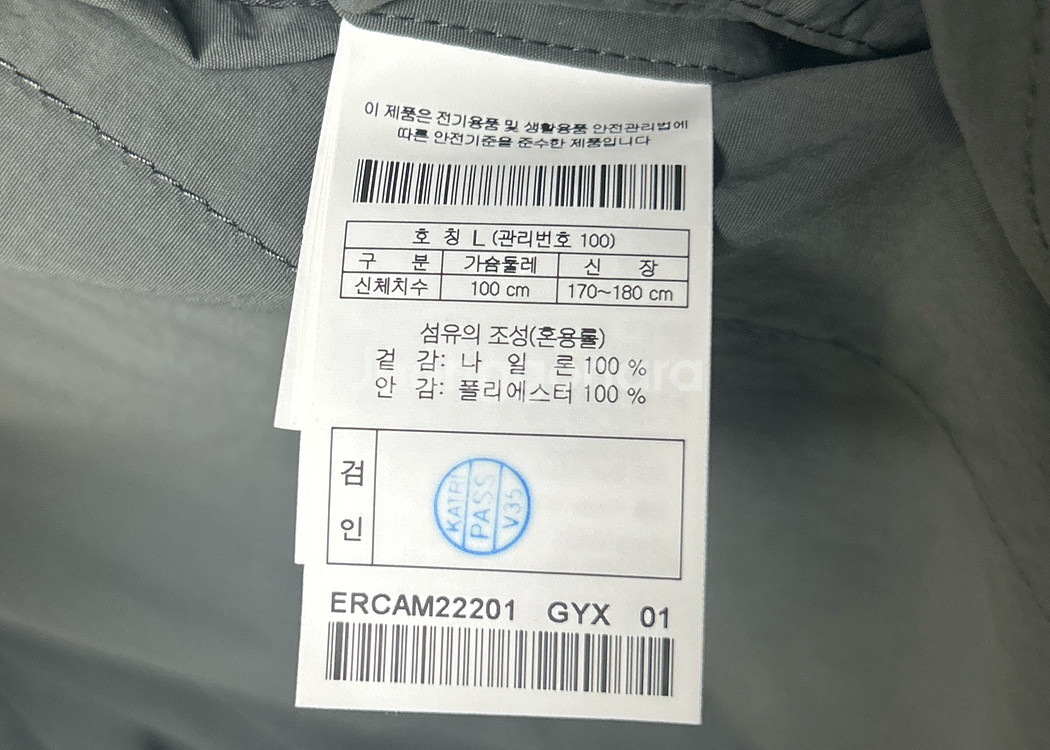 이 제품은 전기용품 및 생활용품 안전관리법에
따른 안전기준을 준수한 제품입니다
호 칭 L (관리번호 100)
구 분 가슴둘레 신 장
신체치수 100 cm 170~180 cm
섬유의 조성(혼용률)
겉 감: 나 일 론 100 %
안 감: 폴리에스터 100 %
검
인
KATRI
PASS
V35
ERCAM22201 GYX 01